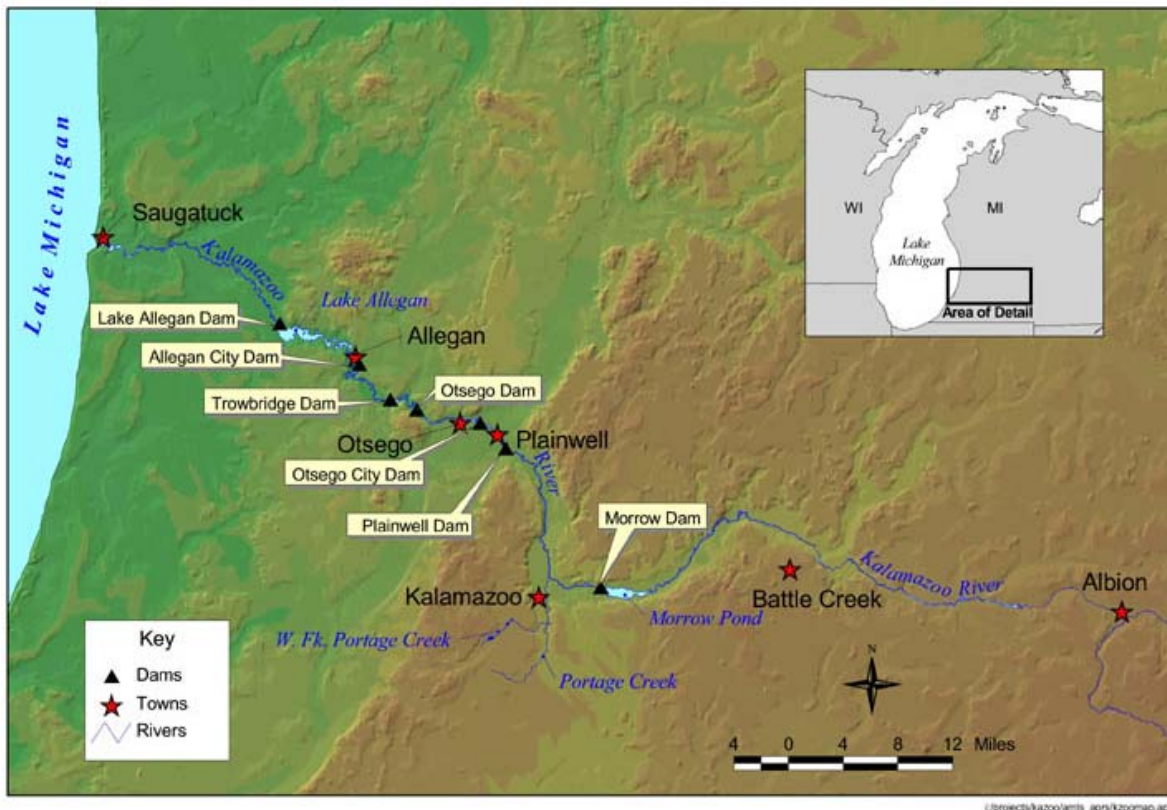 Lake Michigan
Saugatuck
Kalamazoo
Lake Allegan
Lake Allegan Dam
Allegan
Allegan City Dam
Trowbridge Dam
Otsego Dam
Otsego
Plainwell
Otsego City Dam
River
Plainwell Dam
Morrow Dam
Kalamazoo
Battle Creek
Kalamazoo River
Albion
Morrow Pond
W. Fk. Portage Creek
Portage Creek
WI
MI
Lake
Michigan
Area of Detail
Key
Dams
Towns
Rivers
N
4 0 4 8 12 Miles